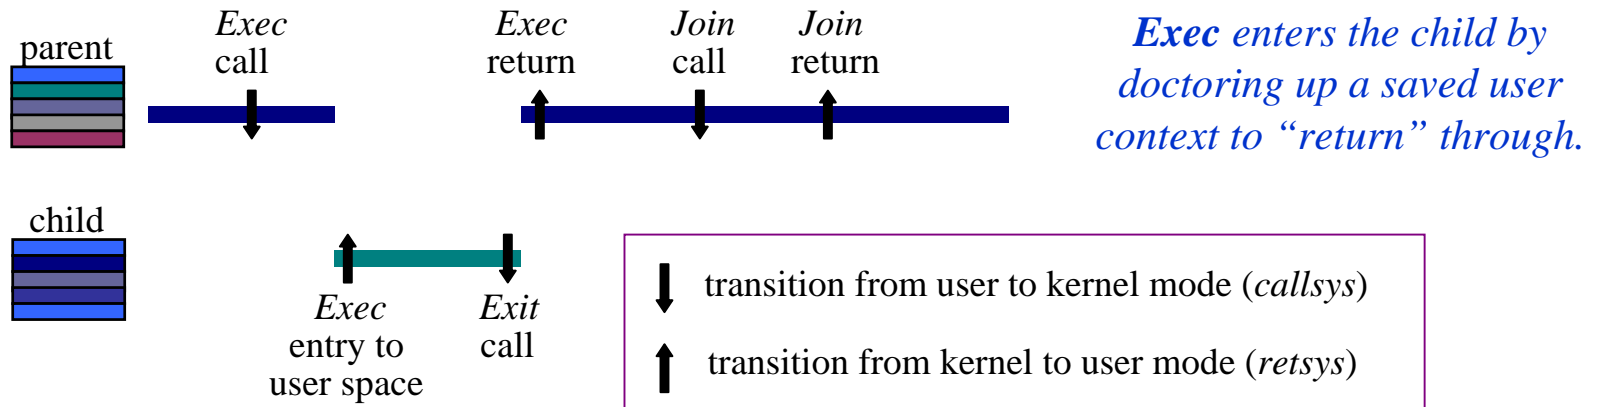 parent
Exec
call
Exec
return
Join
call
Join
return
Exec enters the child by
doctoring up a saved user
context to “return” through.
child
Exec
entry to
user space
Exit
call
transition from user to kernel mode (callsys)
transition from kernel to user mode (retsys)